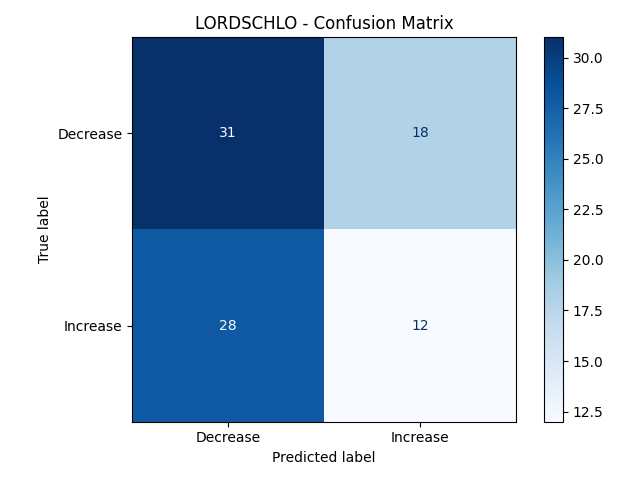 LORDSCHLO - Confusion Matrix
True label
Decrease
31
18
Increase
28
12
Decrease
Increase
Predicted label
30.0
27.5
25.0
22.5
20.0
17.5
15.0
12.5